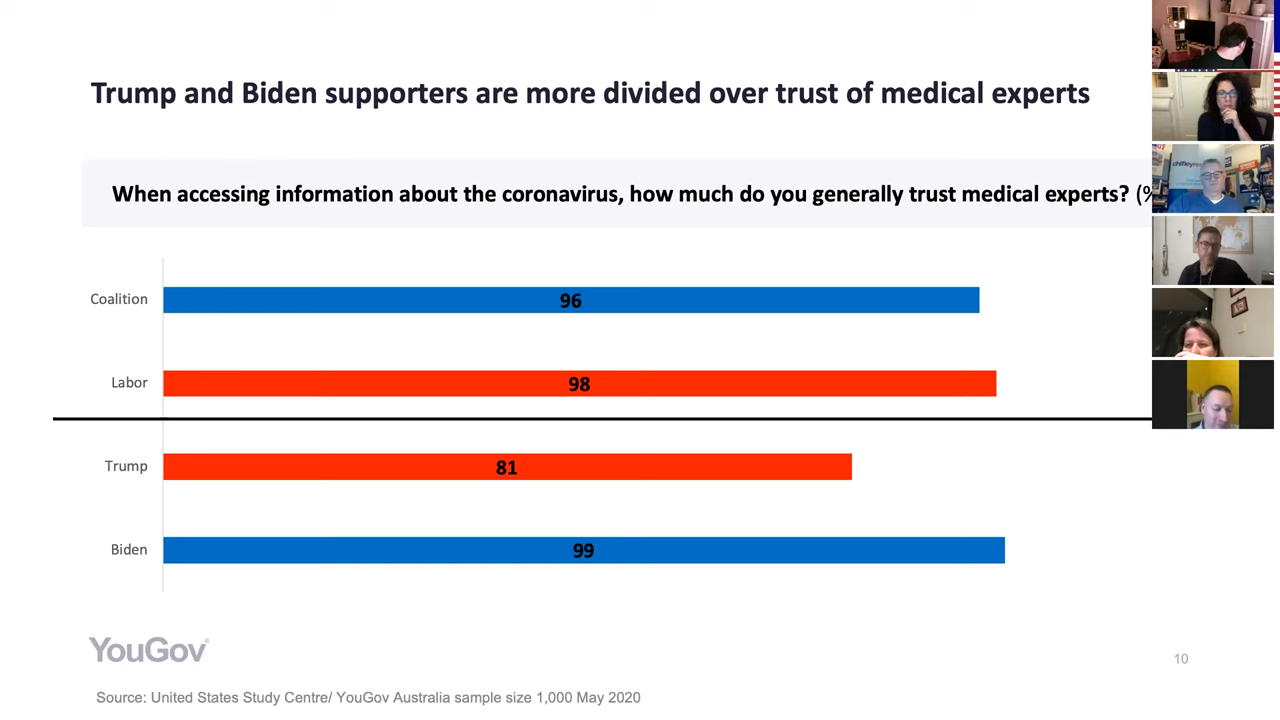 Trump and Biden supporters are more divided over trust of medical experts
When accessing information about the coronavirus, how much do you generally trust medical experts? (%
Coalition
96
Labor
98
Trump
81
Biden
99
YouGov
10
Source: United States Study Centre/ YouGov Australia sample size 1,000 May 2020